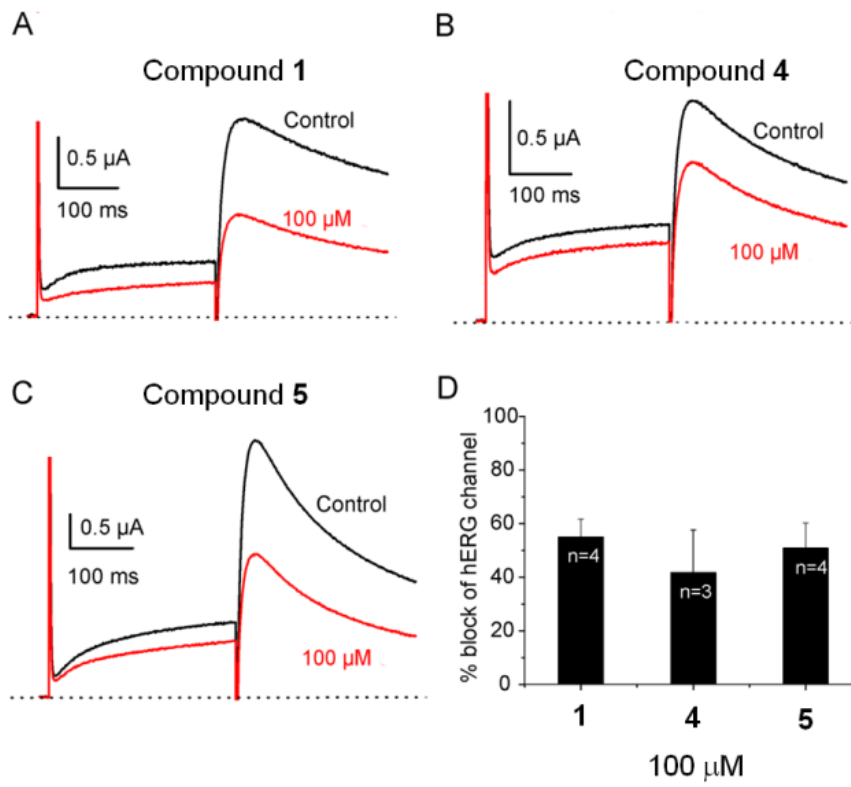 A
Compound 1
Control
0.5 µA
100 ms
100 µM
B
Compound 4
Control
0.5 µA
100 ms
100 µM
C
Compound 5
Control
0.5 µA
100 ms
100 µM
D
% block of hERG channel
100
80
60
40
20
0
n=4
n=3
n=4
1 4 5
100 µM